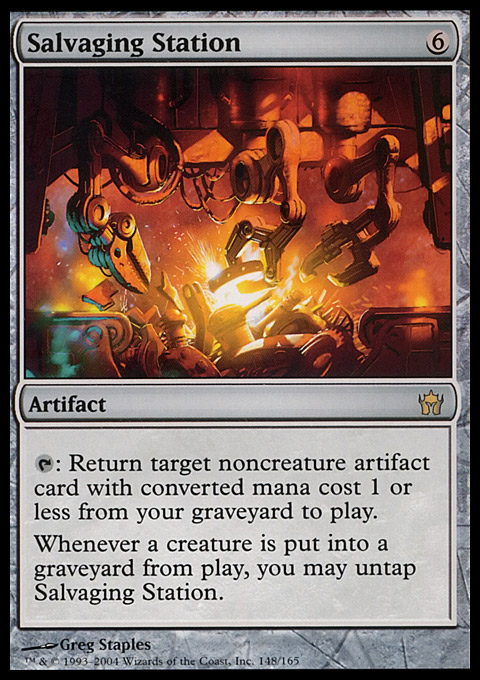 Salvaging Station 6
Artifact
: Return target noncreature artifact
card with converted mana cost 1 or
less from your graveyard to play.
Whenever a creature is put into a
graveyard from play, you may untap
Salvaging Station.
Greg Staples
™ & © 1993–2004 Wizards of the Coast, Inc. 148/165